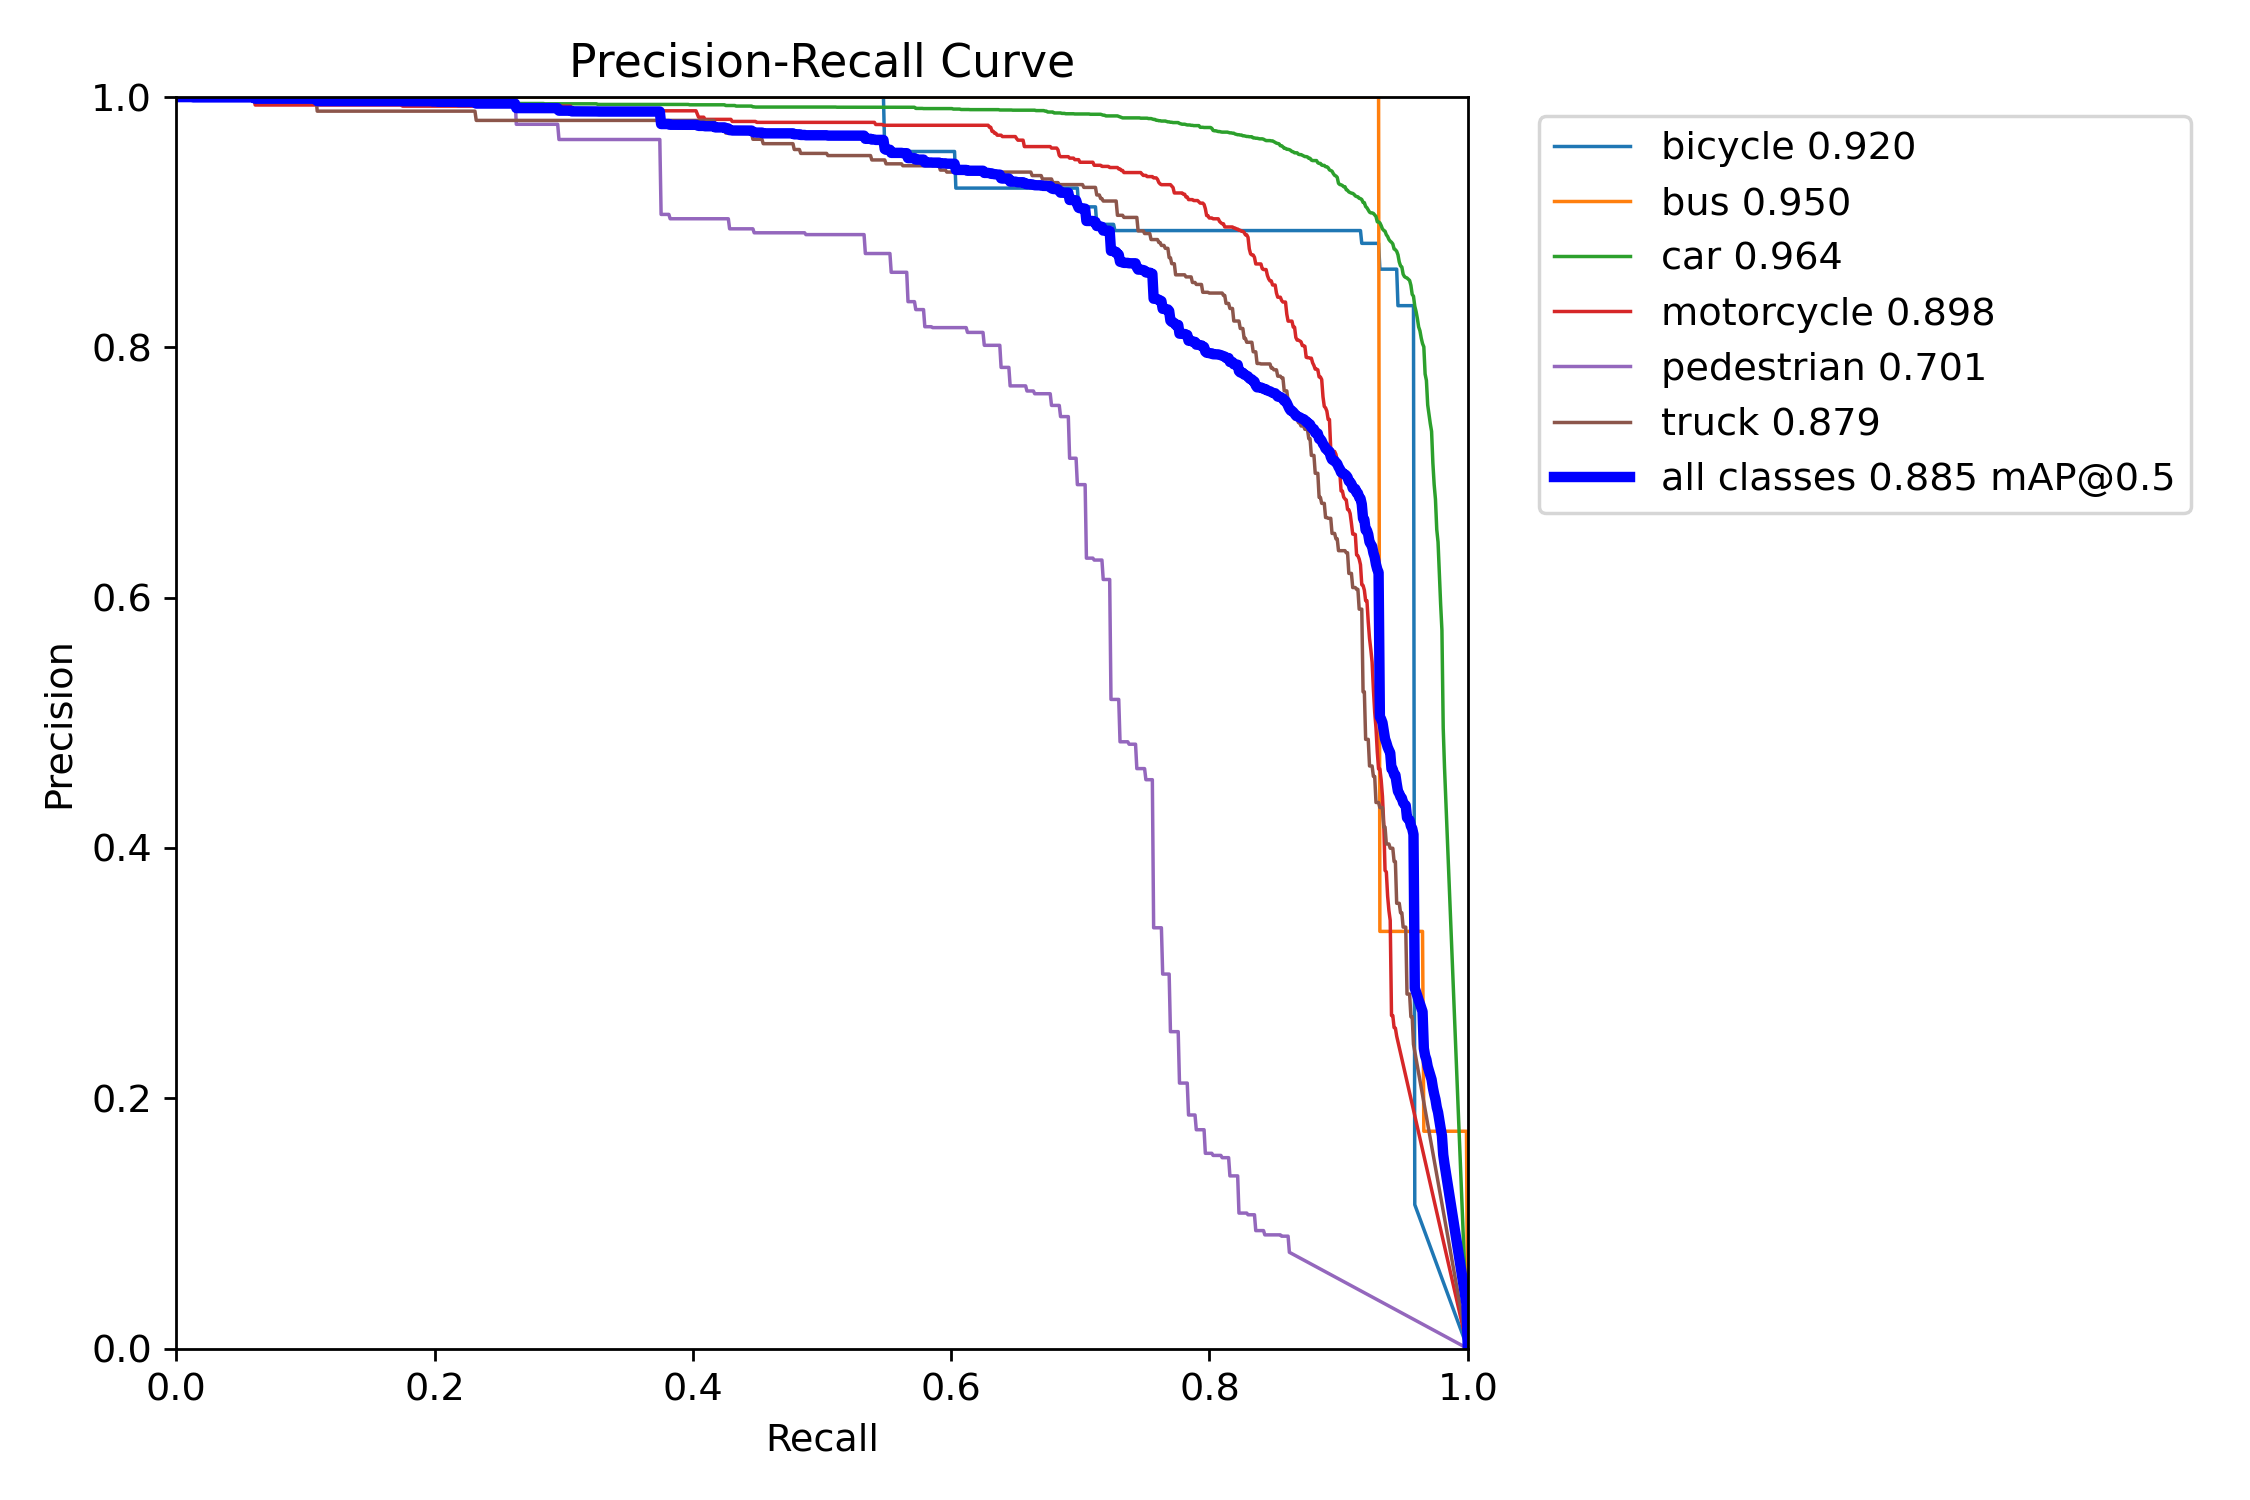 Precision-Recall Curve
1.0
0.8
0.6
0.4
0.2
0.0
Precision
0.0 0.2 0.4 0.6 0.8 1.0
Recall
bicycle 0.920
bus 0.950
car 0.964
motorcycle 0.898
pedestrian 0.701
truck 0.879
all classes 0.885 mAP@0.5